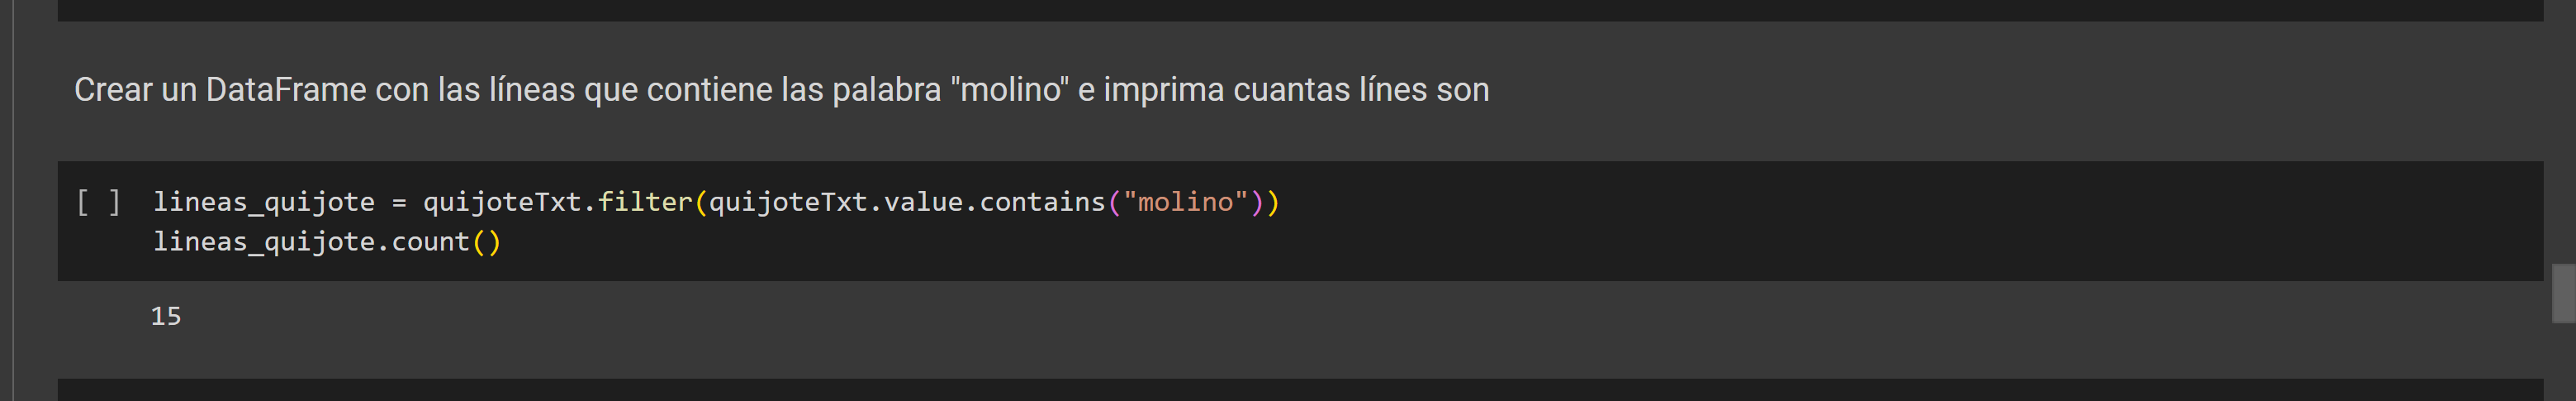 Crear un DataFrame con las líneas que contiene las palabra "molino" e imprima cuantas línes son
[ ] lineas_quijote = quijoteTxt.filter(quijoteTxt.value.contains("molino"))
lineas_quijote.count()
15